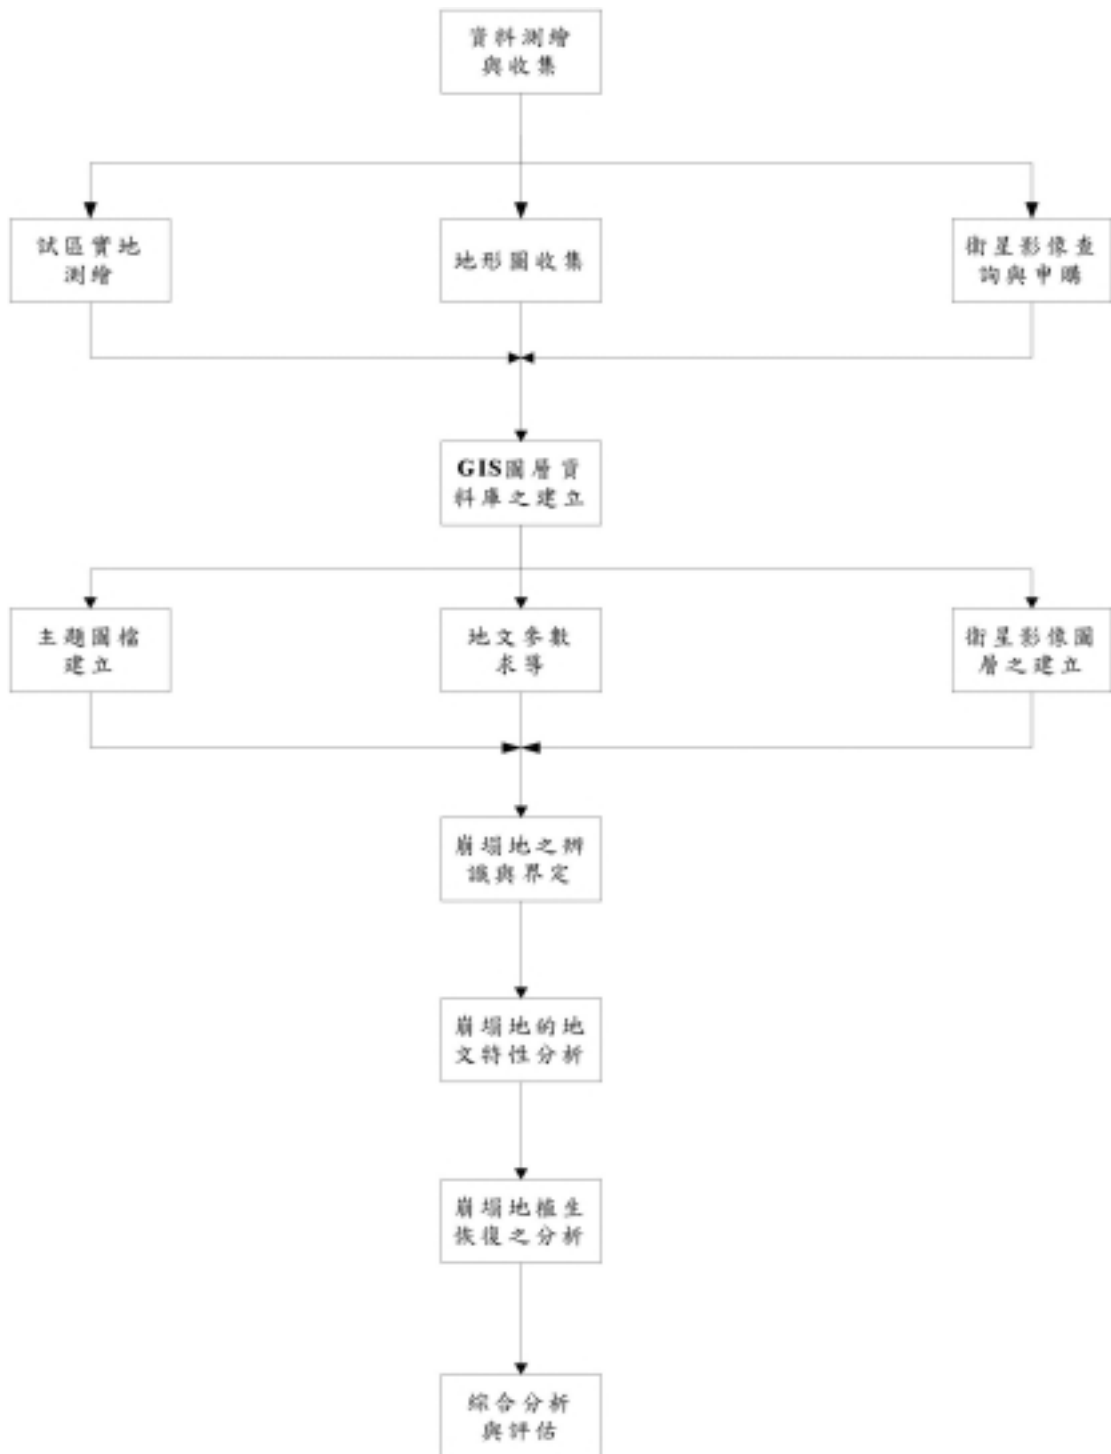 資料測繪
與收集
試區實地
測繪
地形圖收集
衛星影像查
詢與申購
GIS圖層資
料庫之建立
主題圖檔
建立
地文參數
求導
衛星影像圖
層之建立
崩塌地之辨
識與界定
崩塌地的地
文特性分析
崩塌地植生
恢復之分析
綜合分析
與評估